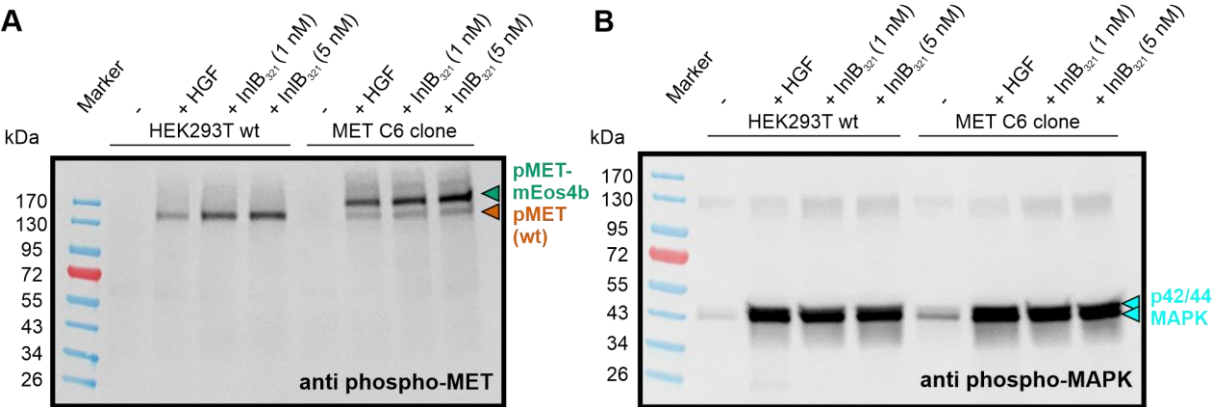 A
Marker
-
+ HGF
+ InlB₃₂₁ (1 nM)
+ InlB₃₂₁ (5 nM)
-
+ HGF
+ InlB₃₂₁ (1 nM)
+ InlB₃₂₁ (5 nM)
HEK293T wt
MET C6 clone
kDa
170
130
95
72
55
43
34
26
pMET-
mEos4b
pMET
(wt)
anti phospho-MET
B
Marker
-
+ HGF
+ InlB₃₂₁ (1 nM)
+ InlB₃₂₁ (5 nM)
-
+ HGF
+ InlB₃₂₁ (1 nM)
+ InlB₃₂₁ (5 nM)
HEK293T wt
MET C6 clone
kDa
170
130
95
72
55
43
34
26
p42/44
MAPK
anti phospho-MAPK